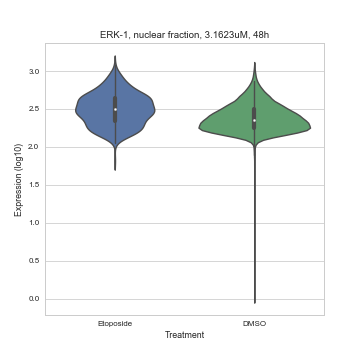 ERK-1, nuclear fraction, 3.1623uM, 48h
3.0
2.5
2.0
1.5
1.0
0.5
0.0
Expression (log10)
Etoposide
DMSO
Treatment